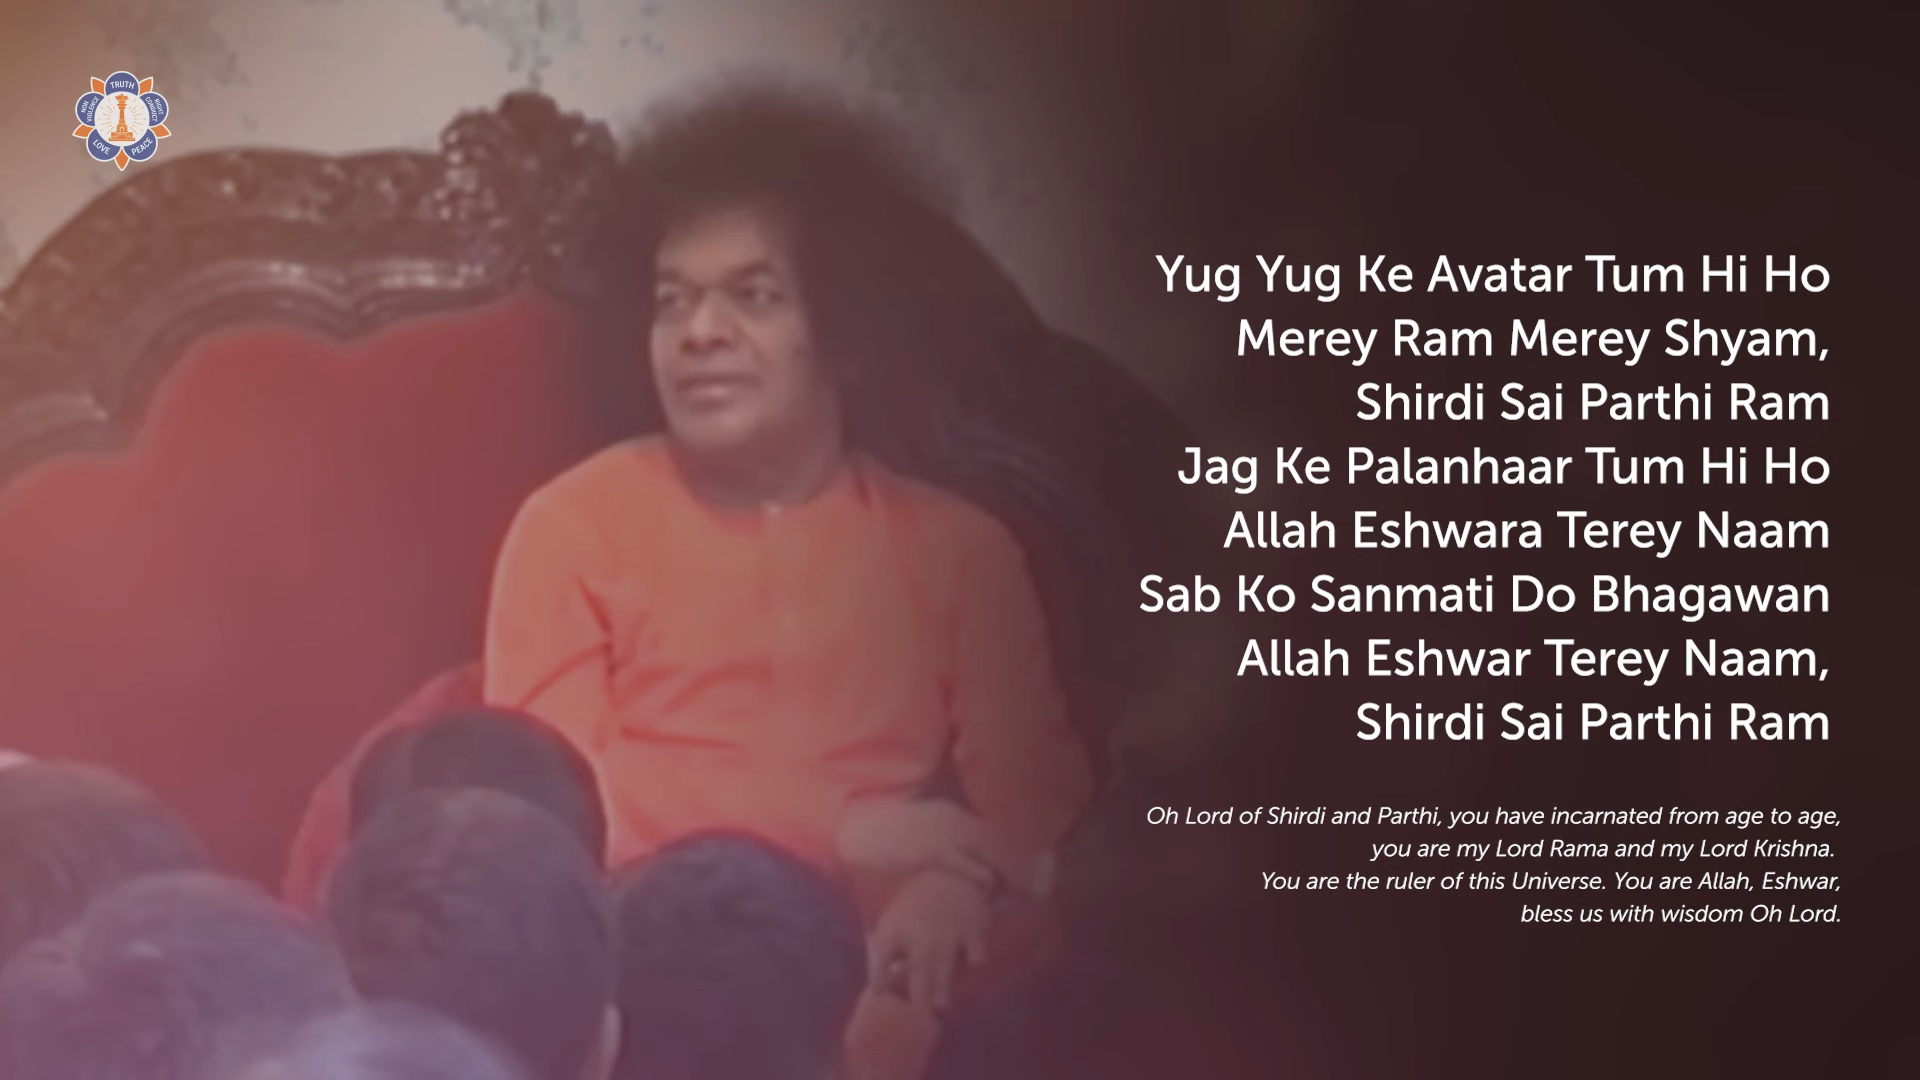 TRUTH
RIGHT CONDUCT
PEACE
LOVE
NON VIOLENCE
Yug Yug Ke Avatar Tum Hi Ho
Merey Ram Merey Shyam,
Shirdi Sai Parthi Ram
Jag Ke Palanhaar Tum Hi Ho
Allah Eshwara Terey Naam
Sab Ko Sanmati Do Bhagawan
Allah Eshwar Terey Naam,
Shirdi Sai Parthi Ram
Oh Lord of Shirdi and Parthi, you have incarnated from age to age,
you are my Lord Rama and my Lord Krishna.
You are the ruler of this Universe. You are Allah, Eshwar,
bless us with wisdom Oh Lord.